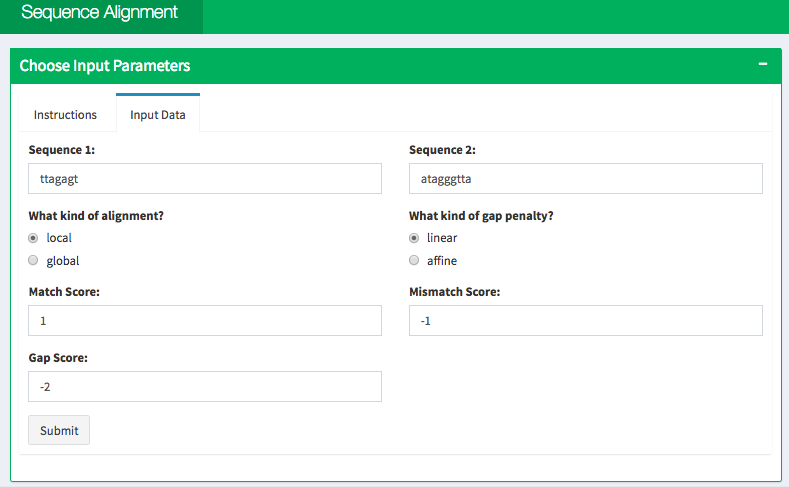 Sequence Alignment
Choose Input Parameters
Instructions Input Data
Sequence 1: Sequence 2:
ttagagt atagggtta
What kind of alignment? What kind of gap penalty?
local linear
global affine
Match Score: Mismatch Score:
1 -1
Gap Score:
-2
Submit